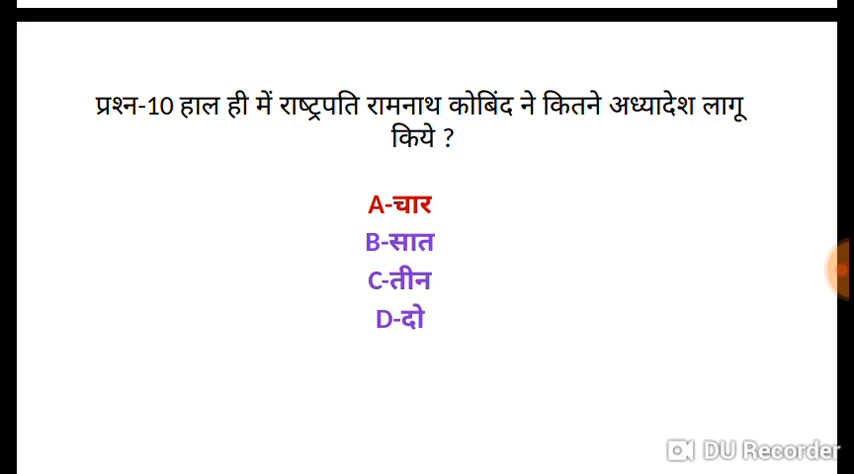 प्रश्न-10 हाल ही में राष्ट्रपति रामनाथ कोबिंद ने कितने अध्यादेश लागू
किये ?
A-चार
B-सात
C-तीन
D-दो
DU Recorder